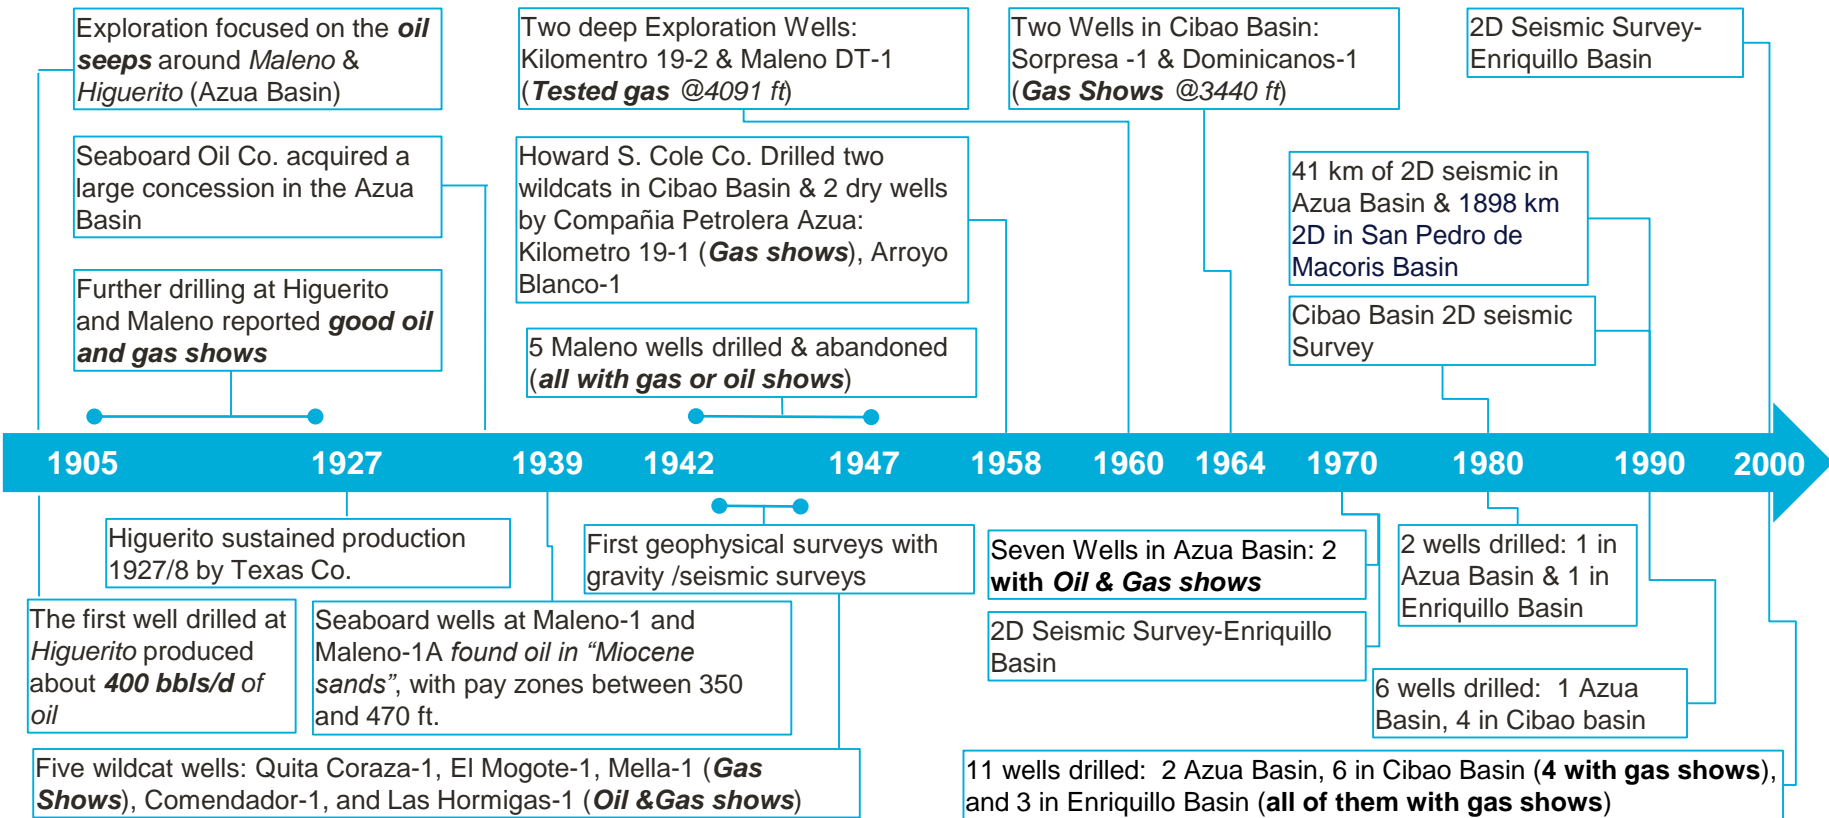 Exploration focused on the oil
seeps around Maleno &
Higuerito (Azua Basin)
Two deep Exploration Wells:
Kilomentro 19-2 & Maleno DT-1
(Tested gas @4091 ft)
Two Wells in Cibao Basin:
Sorpresa -1 & Dominicanos-1
(Gas Shows @3440 ft)
2D Seismic Survey-
Enriquillo Basin
Seaboard Oil Co. acquired a
large concession in the Azua
Basin
Howard S. Cole Co. Drilled two
wildcats in Cibao Basin & 2 dry wells
by Compañia Petrolera Azua:
Kilometro 19-1 (Gas shows), Arroyo
Blanco-1
41 km of 2D seismic in
Azua Basin & 1898 km
2D in San Pedro de
Macoris Basin
Further drilling at Higuerito
and Maleno reported good oil
and gas shows
5 Maleno wells drilled & abandoned
(all with gas or oil shows)
Cibao Basin 2D seismic
Survey
1905 1927 1939 1942 1947 1958 1960 1964 1970 1980 1990 2000
Higuerito sustained production
1927/8 by Texas Co.
First geophysical surveys with
gravity /seismic surveys
Seven Wells in Azua Basin: 2
with Oil & Gas shows
2 wells drilled: 1 in
Azua Basin & 1 in
Enriquillo Basin
The first well drilled at
Higuerito produced
about 400 bbls/d of
oil
Seaboard wells at Maleno-1 and
Maleno-1A found oil in “Miocene
sands”, with pay zones between 350
and 470 ft.
2D Seismic Survey-Enriquillo
Basin
6 wells drilled: 1 Azua
Basin, 4 in Cibao basin
Five wildcat wells: Quita Coraza-1, El Mogote-1, Mella-1 (Gas
Shows), Comendador-1, and Las Hormigas-1 (Oil &Gas shows)
11 wells drilled: 2 Azua Basin, 6 in Cibao Basin (4 with gas shows),
and 3 in Enriquillo Basin (all of them with gas shows)